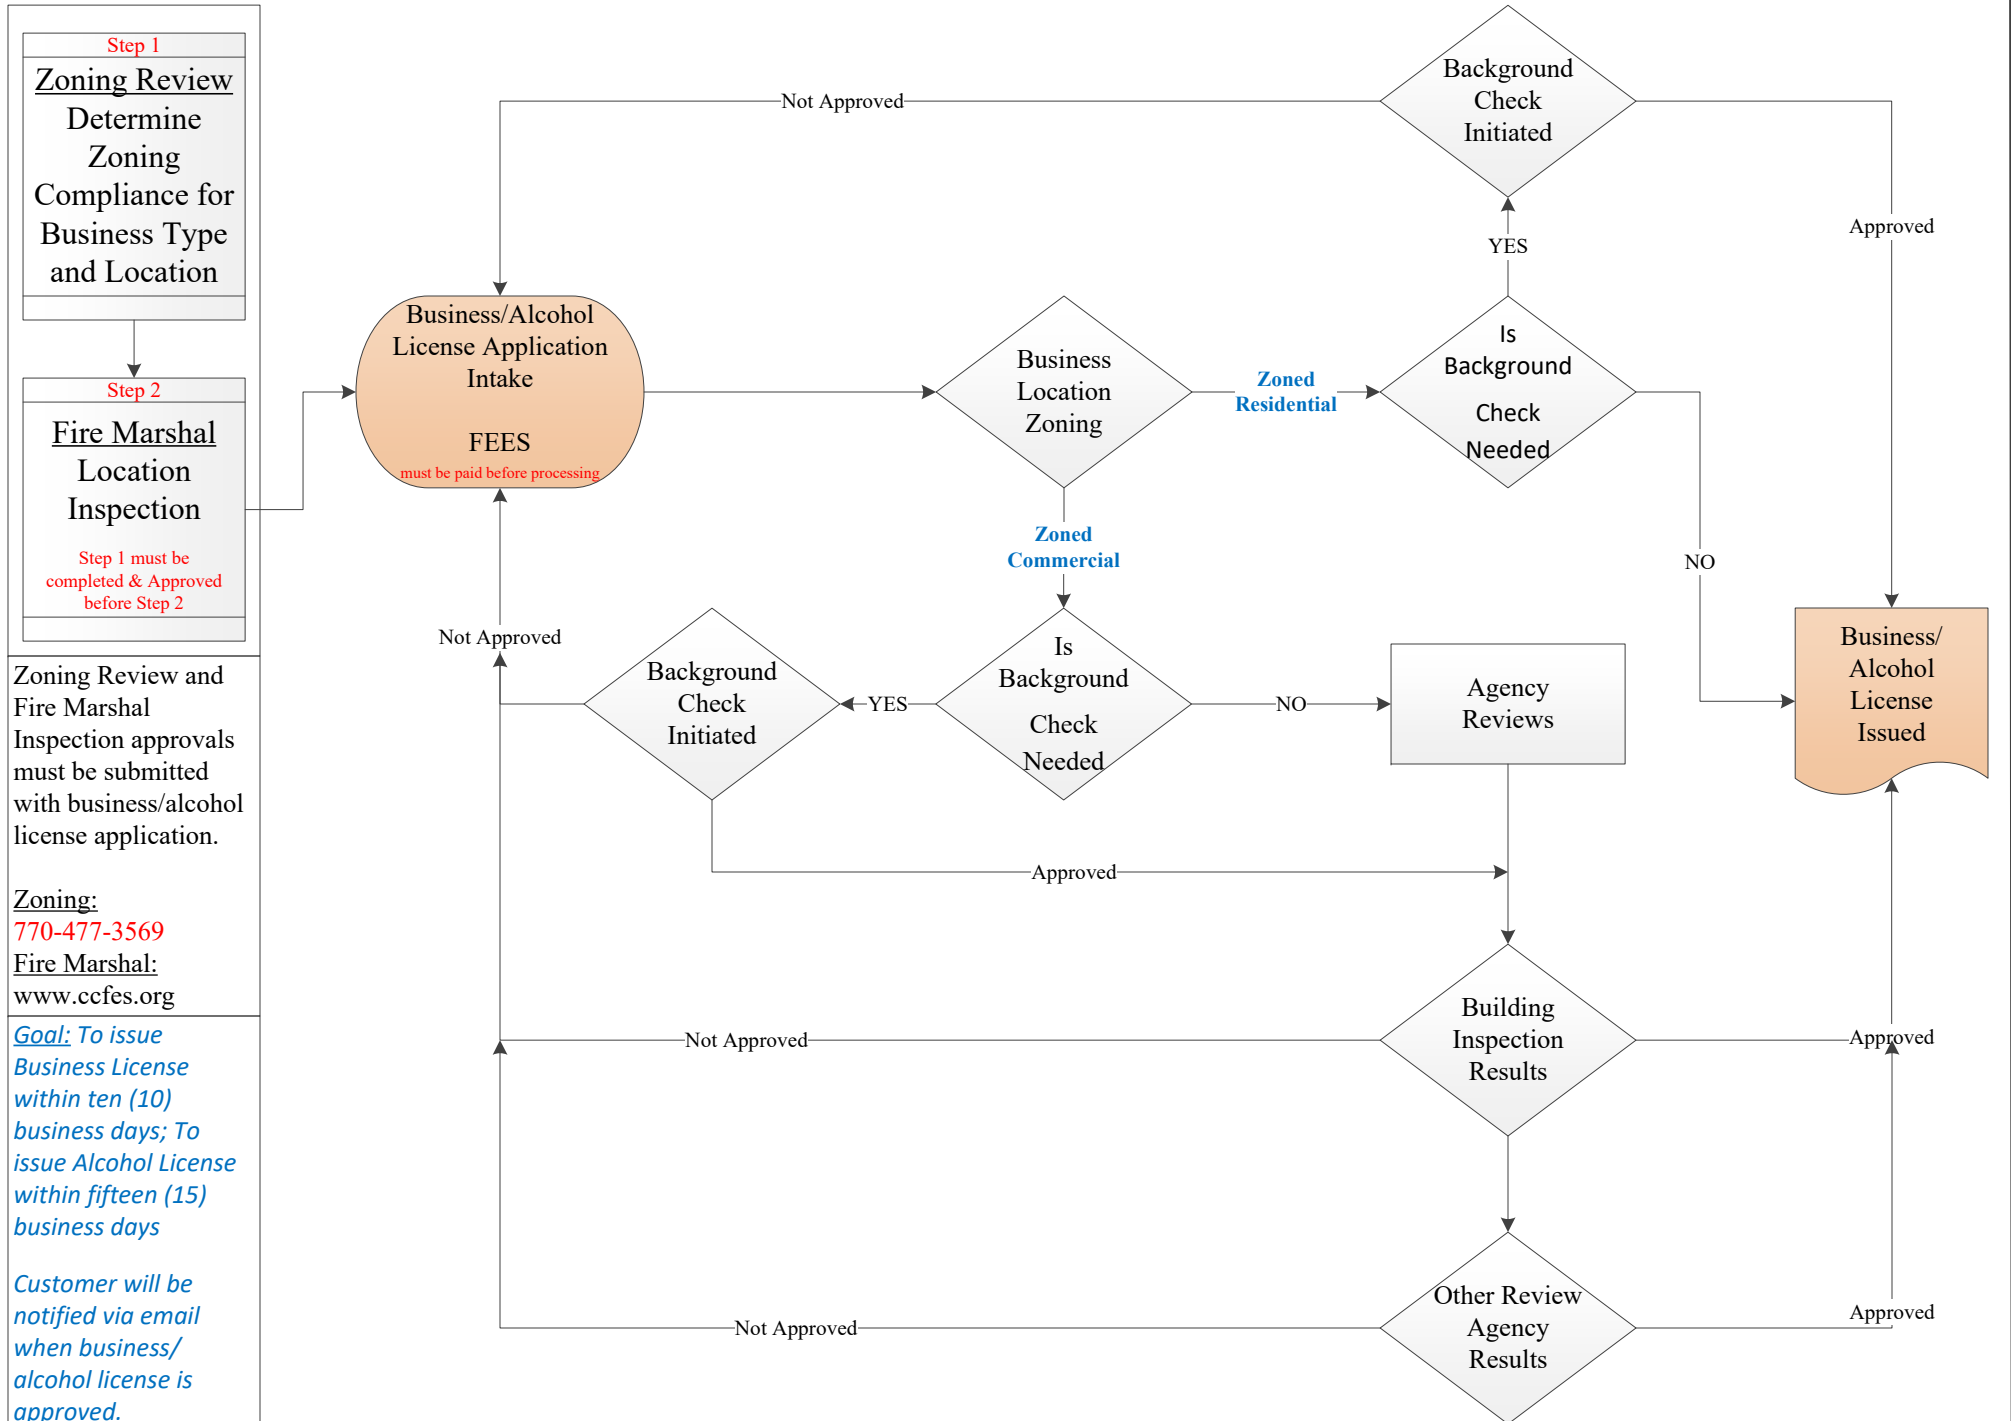 Step 1
Zoning Review
Determine
Zoning
Compliance for
Business Type
and Location
Step 2
Fire Marshal
Location
Inspection
Step 1 must be
completed & Approved
before Step 2
Zoning Review and
Fire Marshal
Inspection approvals
must be submitted
with business/alcohol
license application.
Zoning:
770-477-3569
Fire Marshal:
www.ccfes.org
Goal: To issue
Business License
within ten (10)
business days; To
issue Alcohol License
within fifteen (15)
business days
Customer will be
notified via email
when business/
alcohol license is
approved.
Business/Alcohol
License Application
Intake
FEES
must be paid before processing
Not Approved
Background
Check
Initiated
Approved
YES
Business
Location
Zoning
Zoned
Residential
Is
Background
Check
Needed
NO
Zoned
Commercial
Not Approved
Background
Check
Initiated
YES
Is
Background
Check
Needed
NO
Agency
Reviews
Business/
Alcohol
License
Issued
Approved
Not Approved
Building
Inspection
Results
Approved
Not Approved
Other Review
Agency
Results
Approved